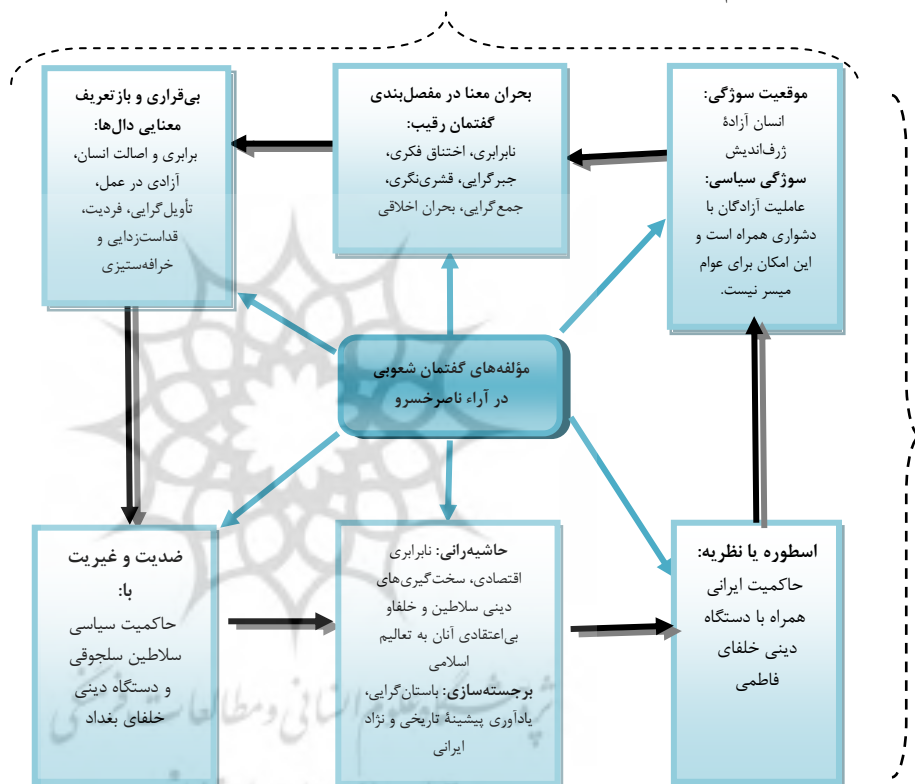 موقعیت سوژگی:
انسان آزادهٔ
ژرف‌اندیش
سوژگی سیاسی:
عاملیت آزادگان با
دشواری همراه است و
این امکان برای عوام
میسر نیست.
بحران معنا در مفصل‌بندی
گفتمان رقیب:
نابرابری، اختناق فکری،
جبرگرایی، قشری‌نگری،
جمع‌گرایی، بحران اخلاقی
بی‌قراری و بازتعریف
معنایی دال‌ها:
برابری و اصالت انسان،
آزادی در عمل،
تأویل‌گرایی، فردیت،
قداست‌زدایی و
خرافه‌ستیزی
مؤلفه‌های گفتمان شعوبی
در آراء ناصرخسرو
اسطوره یا نظریه:
حاکمیت ایرانی
همراه با دستگاه
دینی خلفای
فاطمی
حاشیه‌رانی: نابرابری
اقتصادی، سخت‌گیری‌های
دینی سلاطین و خلفاو
بی‌اعتقادی آنان به تعالیم
اسلامی
برجسته‌سازی: باستان‌گرایی،
یادآوری پیشینهٔ تاریخی و نژاد
ایرانی
ضدیت و غیریت
با:
حاکمیت سیاسی
سلاطین سلجوقی
و دستگاه دینی
خلفای بغداد
پژوهشگاه علوم انسانی و مطالعات فرهنگی